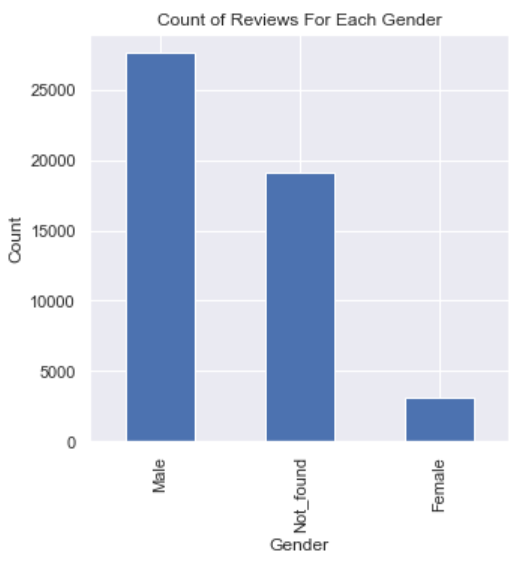 Count of Reviews For Each Gender
Count
25000
20000
15000
10000
5000
0
Male
Not_found
Female
Gender